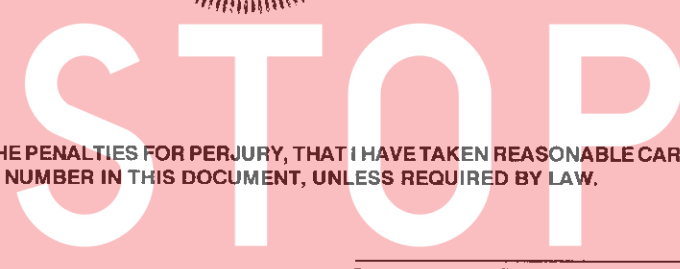 STOP
HE PENALTIES FOR PERJURY, THAT I HAVE TAKEN REASONABLE CAR
NUMBER IN THIS DOCUMENT, UNLESS REQUIRED BY LAW.